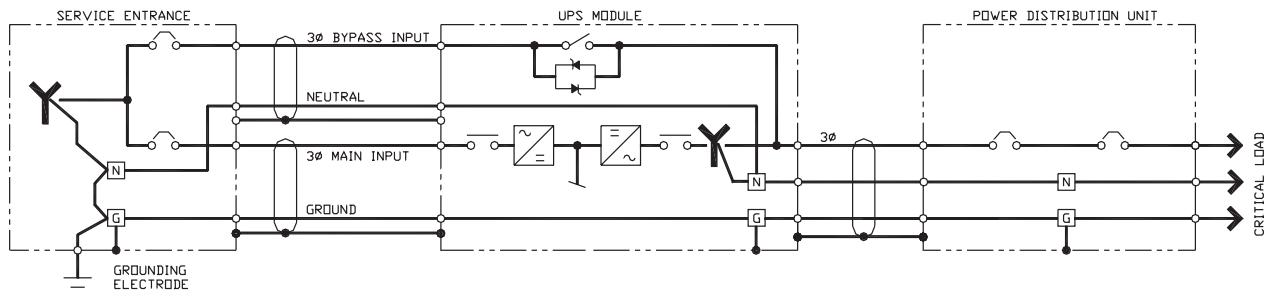 SERVICE ENTRANCE
UPS MODULE
POWER DISTRIBUTION UNIT
3Ø BYPASS INPUT
NEUTRAL
3Ø
3Ø MAIN INPUT
N
N
N
GROUND
G
G
G
CRITICAL LOAD
GROUNDING
ELECTRODE